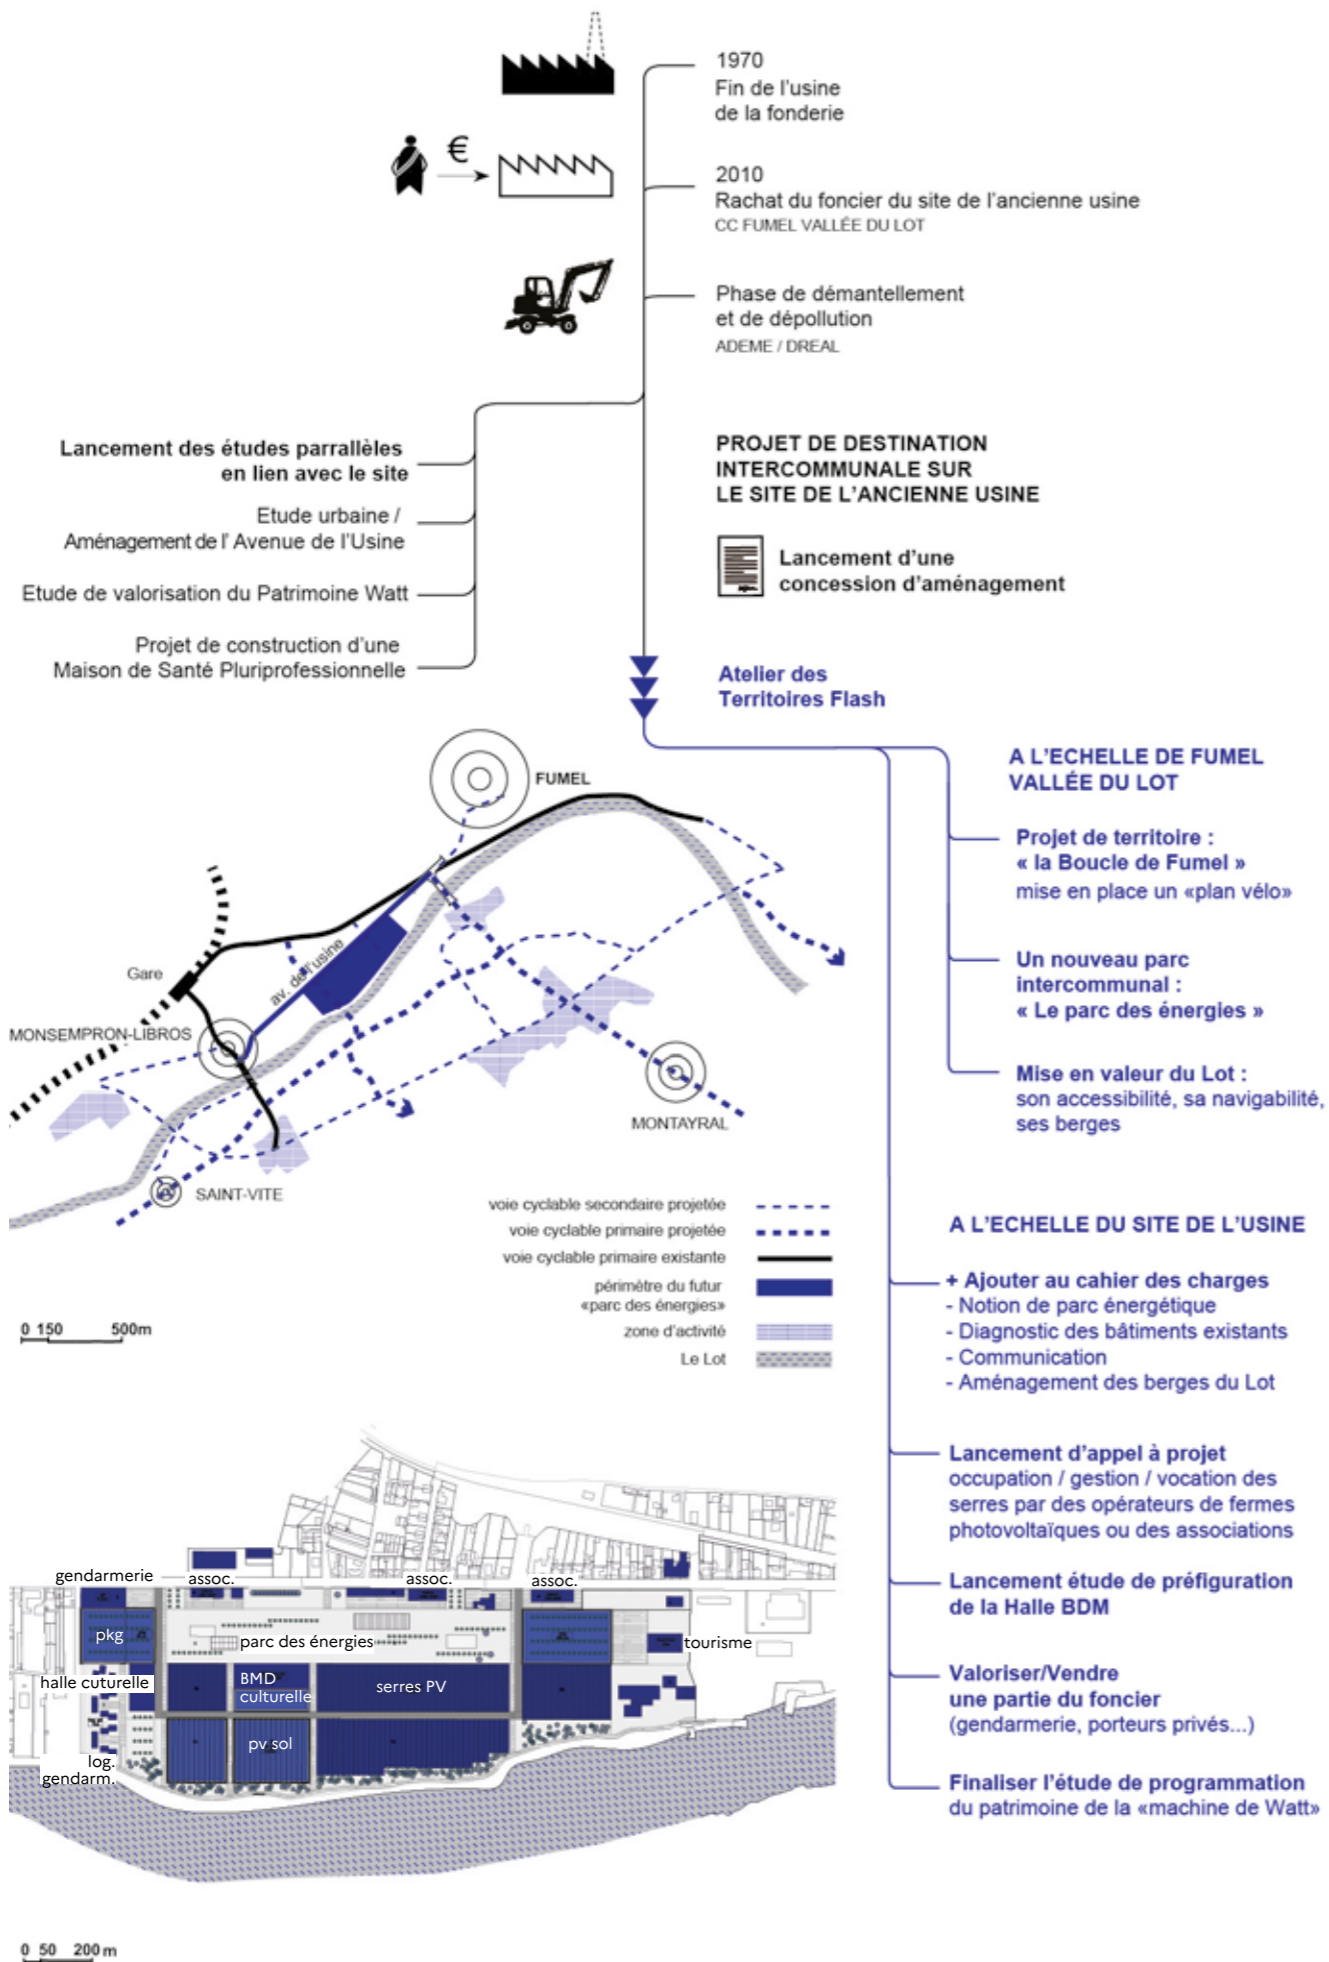 1970
Fin de l'usine
de la fonderie
€
2010
Rachat du foncier du site de l'ancienne usine
CC FUMEL VALLÉE DU LOT
Phase de démantellement
et de dépollution
ADEME / DREAL
Lancement des études parrallèles
en lien avec le site
Etude urbaine /
Aménagement de l' Avenue de l'Usine
Etude de valorisation du Patrimoine Watt
Projet de construction d'une
Maison de Santé Pluriprofessionnelle
PROJET DE DESTINATION
INTERCOMMUNALE SUR
LE SITE DE L'ANCIENNE USINE
Lancement d'une
concession d'aménagement
Atelier des
Territoires Flash
A L'ECHELLE DE FUMEL
VALLÉE DU LOT
Projet de territoire :
« la Boucle de Fumel »
mise en place un «plan vélo»
Un nouveau parc
intercommunal :
« Le parc des énergies »
Mise en valeur du Lot :
son accessibilité, sa navigabilité,
ses berges
FUMEL
av. de l'usine
Gare
MONSEMPRON-LIBROS
MONTAYRAL
SAINT-VITE
voie cyclable secondaire projetée
voie cyclable primaire projetée
voie cyclable primaire existante
périmètre du futur
«parc des énergies»
zone d'activité
Le Lot
0 150 500m
A L'ECHELLE DU SITE DE L'USINE
+ Ajouter au cahier des charges
- Notion de parc énergétique
- Diagnostic des bâtiments existants
- Communication
- Aménagement des berges du Lot
Lancement d'appel à projet
occupation / gestion / vocation des
serres par des opérateurs de fermes
photovoltaïques ou des associations
Lancement étude de préfiguration
de la Halle BDM
Valoriser/Vendre
une partie du foncier
(gendarmerie, porteurs privés...)
Finaliser l'étude de programmation
du patrimoine de la «machine de Watt»
gendarmerie
assoc.
assoc.
assoc.
pkg
parc des énergies
tourisme
halle cuturelle
BMD
culturelle
serres PV
pv sol
log.
gendarm.
0 50 200 m